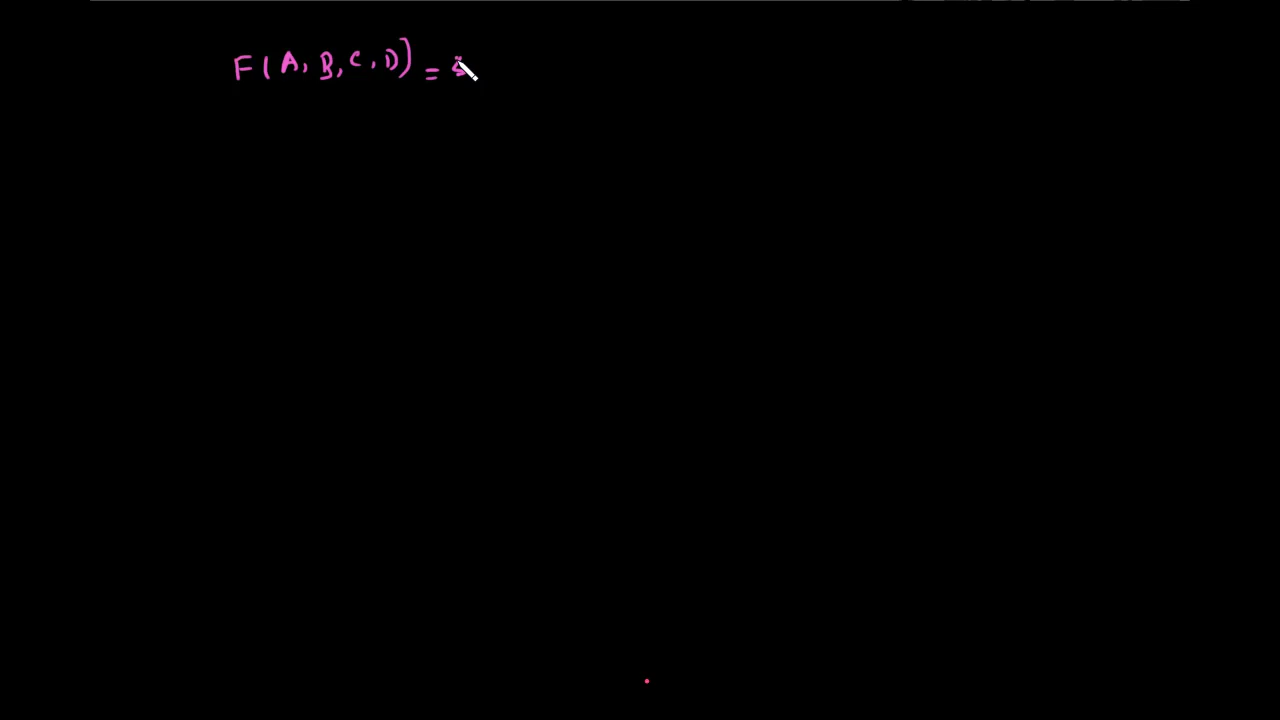 F(A, B, C, D) =